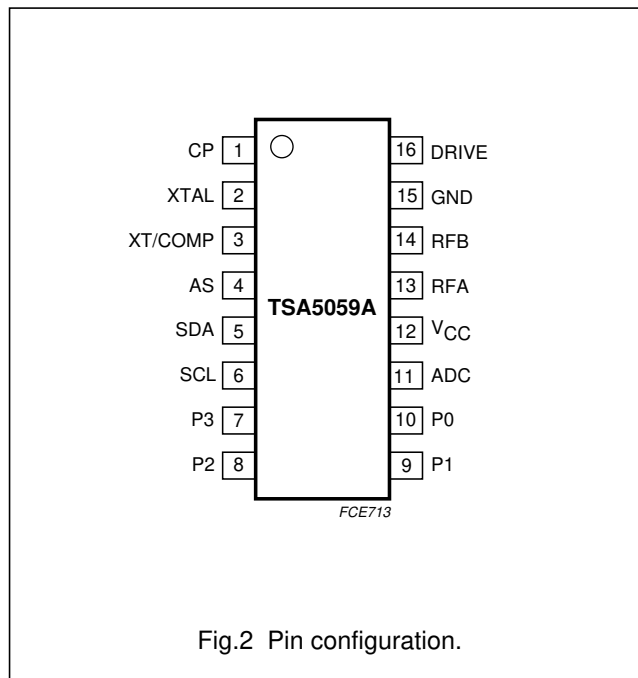 CP 1 16 DRIVE
XTAL 2 15 GND
XT/COMP 3 14 RFB
AS 4 13 RFA
TSA5059A
SDA 5 12 VCC
SCL 6 11 ADC
P3 7 10 P0
P2 8 9 P1
FCE713
Fig.2 Pin configuration.